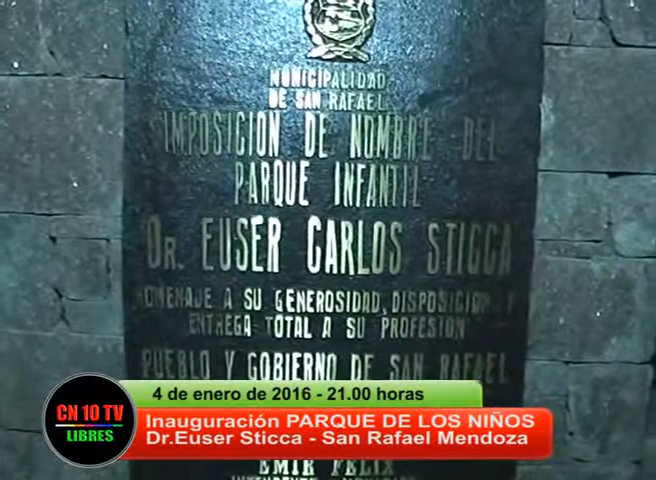 MUNICIPALIDAD
DE SAN RAFAEL
IMPOSICION DE NOMBRE DEL
PARQUE INFANTIL
DR. EUSER CARLOS STICCA
HOMENAJE A SU GENEROSIDAD, DISPOSICION Y
ENTREGA TOTAL A SU PROFESION
PUEBLO Y GOBIERNO DE SAN RAFAEL
4 de enero de 2016 - 21.00 horas
CN 10 TV
LIBRES
Inauguración PARQUE DE LOS NIÑOS
Dr.Euser Sticca - San Rafael Mendoza
EMIR FELIX
INTENDENTE